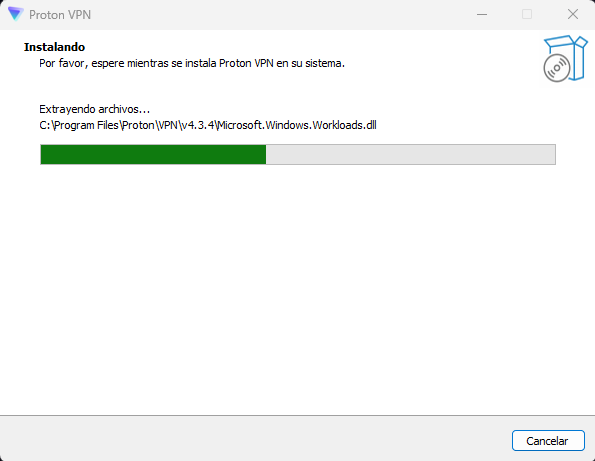 Proton VPN
Instalando
Por favor, espere mientras se instala Proton VPN en su sistema.
Extrayendo archivos...
C:\Program Files\Proton\VPN\v4.3.4\Microsoft.Windows.Workloads.dll
Cancelar